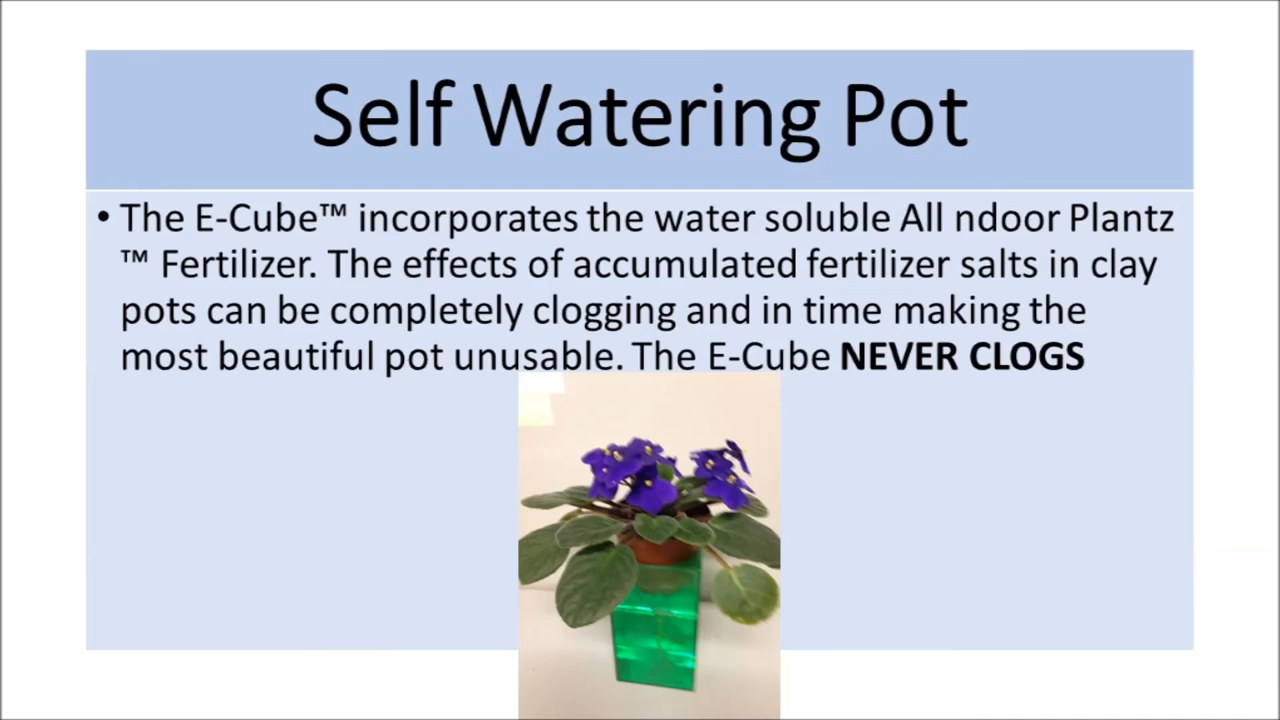 Self Watering Pot
• The E-Cube™ incorporates the water soluble All ndoor Plantz
™ Fertilizer. The effects of accumulated fertilizer salts in clay
pots can be completely clogging and in time making the
most beautiful pot unusable. The E-Cube NEVER CLOGS